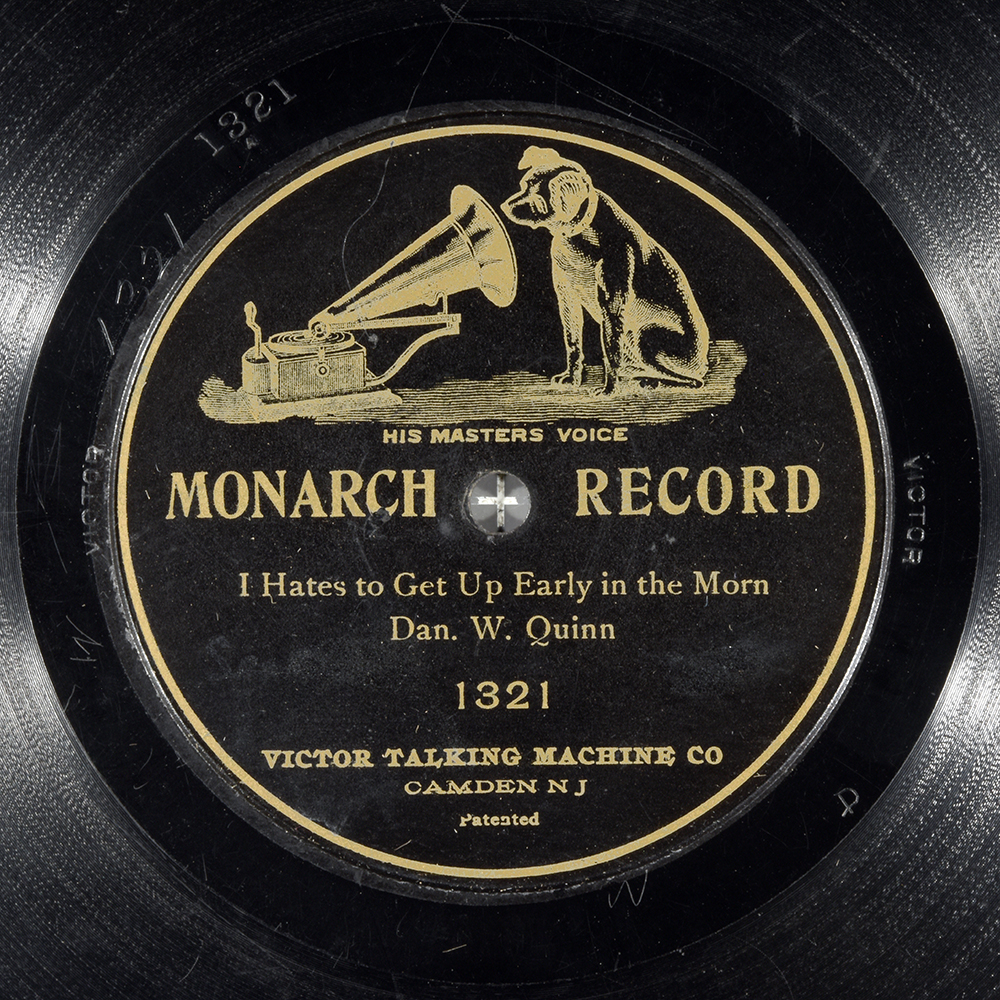 1321
1321
HIS MASTERS VOICE
MONARCH RECORD
VICTOR
VICTOR
I Hates to Get Up Early in the Morn
Dan. W. Quinn
1321
VICTOR TALKING MACHINE CO
CAMDEN N J
Patented
W
P
N